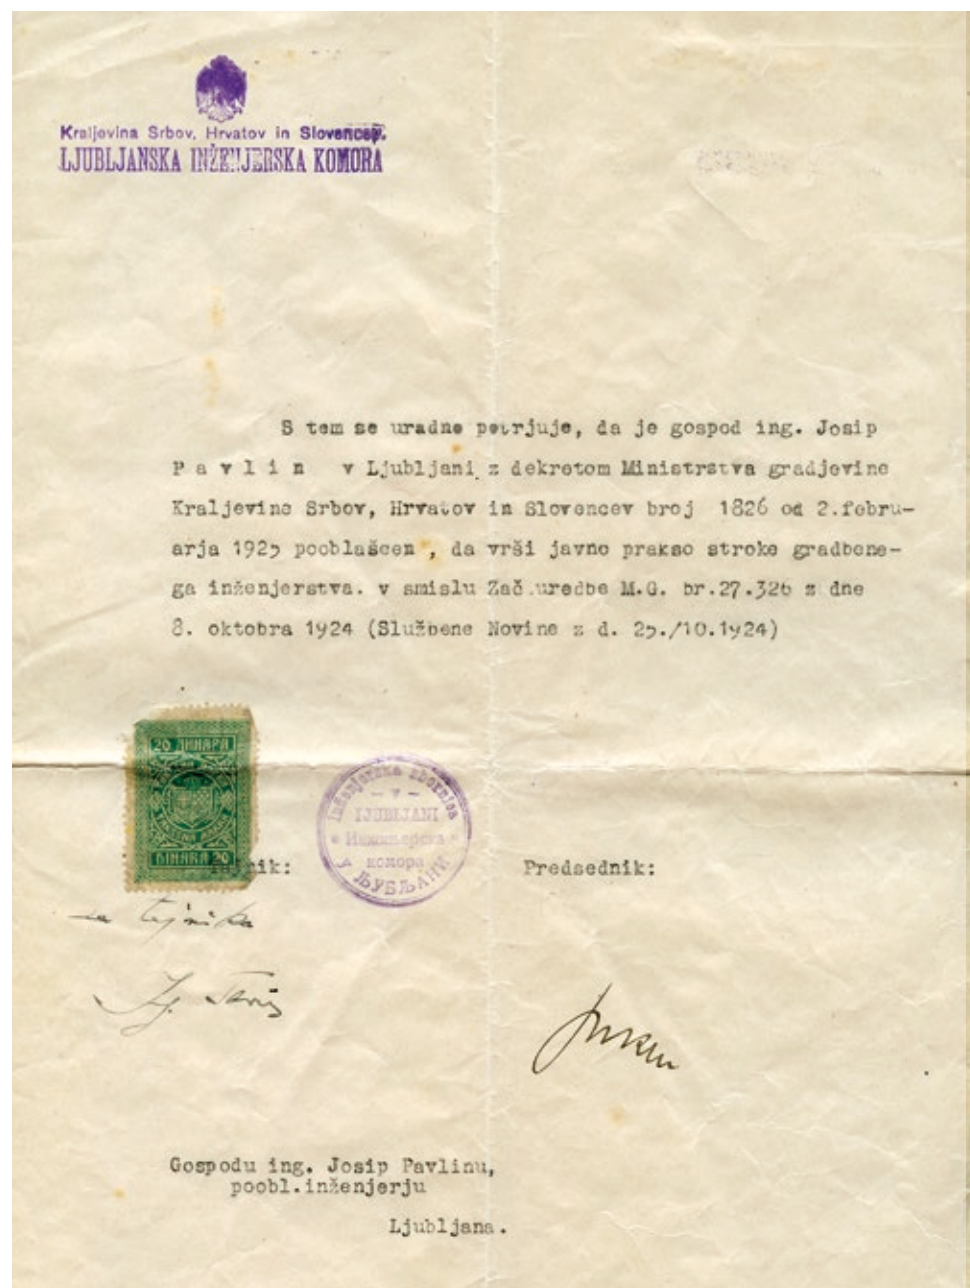 Kraljevina Srbov, Hrvatov in Slovencev.
LJUBLJANSKA INŽENJERSKA KOMORA
S tem se uradno potrjuje, da je gospod ing. Josip
P a v l i n v Ljubljani z dekretom Ministrstva gradjevine
Kraljevine Srbov, Hrvatov in Slovencev broj 1826 od 2.febru-
arja 1925 pooblaščen , da vrši javno prakso stroke gradbene-
ga inženjerstva. v smislu Zač.uredbe M.G. br.27.326 z dne
8. oktobra 1924 (Službene Novine z d. 25./10.1924)
20 ДИНАРА
ДИНАРА 20
Inženjerska zbornica
- v -
LJUBLJANI
Инжењерска
комора
У ЉУБЉАНИ
nik:
Predsednik:
za tajnika
Gospodu ing. Josip Pavlinu,
poobl.inženjerju
Ljubljana.